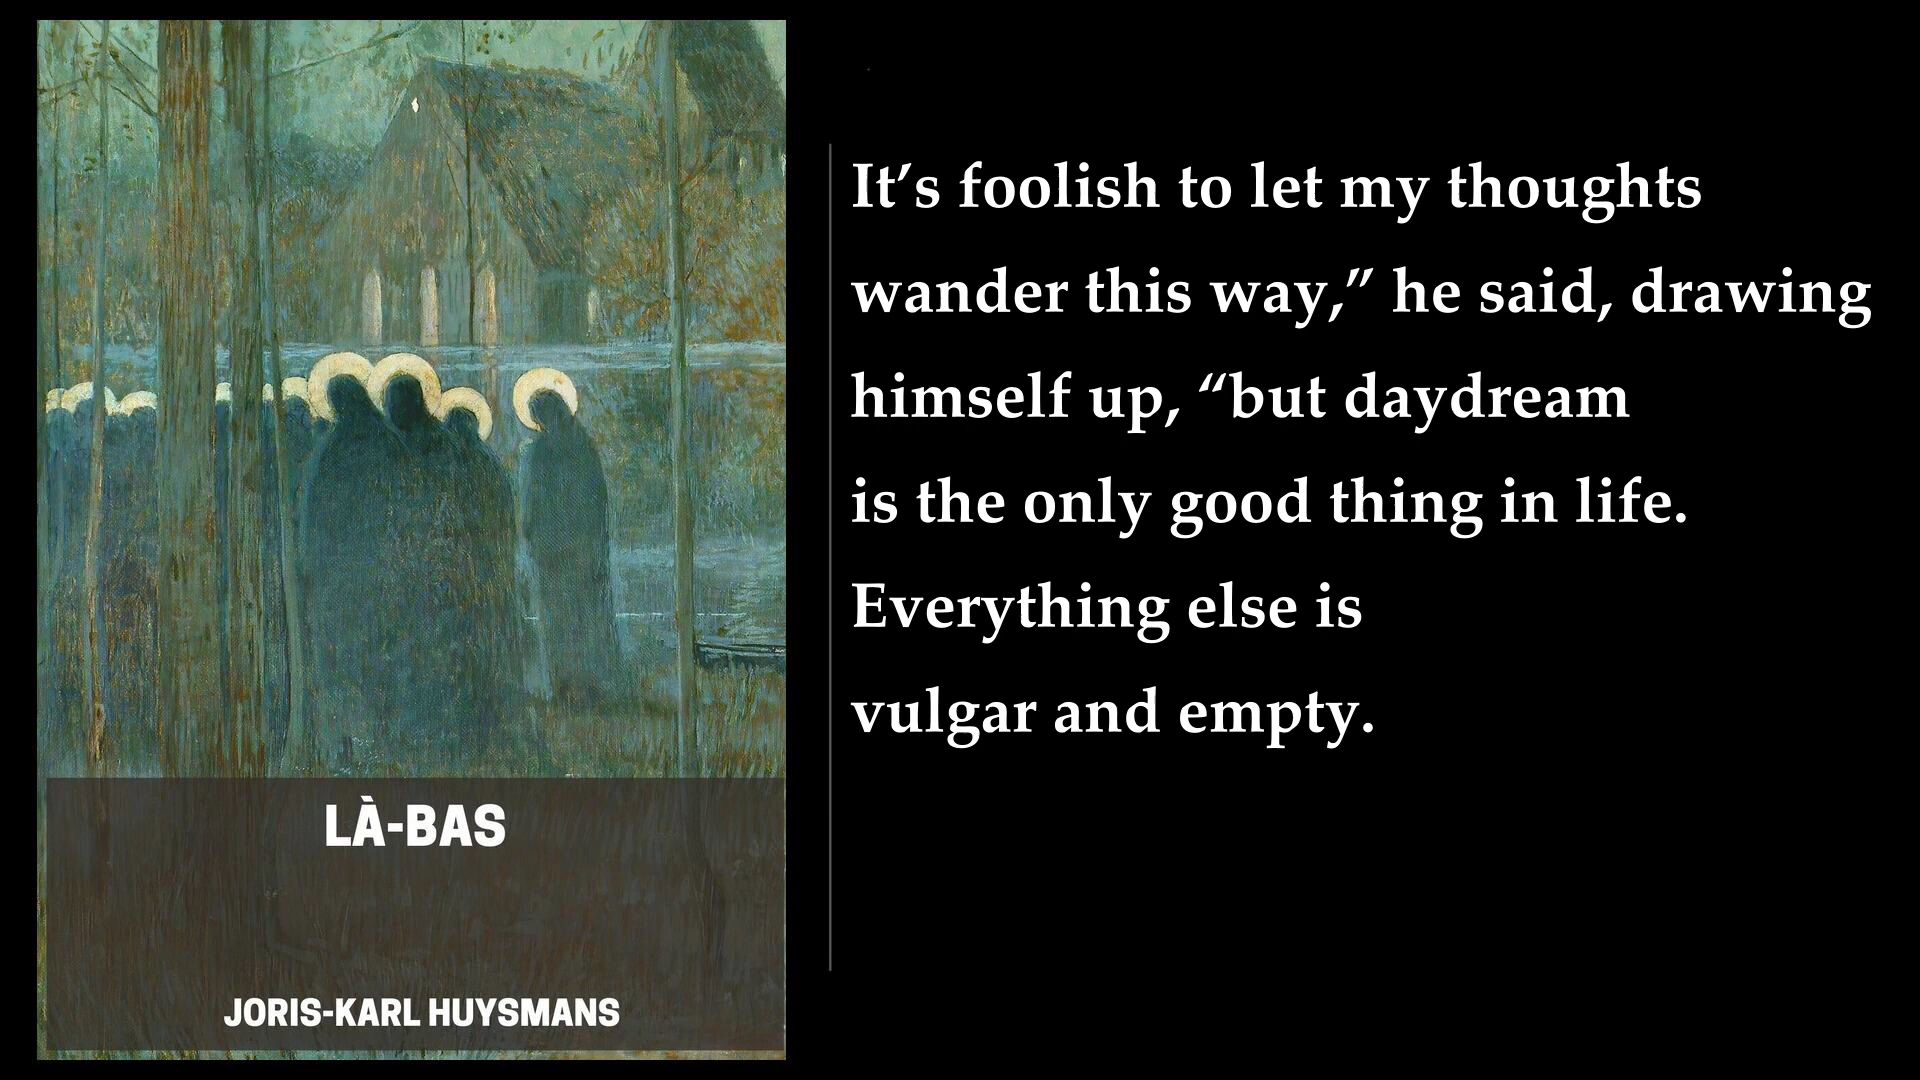 It’s foolish to let my thoughts
wander this way,” he said, drawing
himself up, “but daydream
is the only good thing in life.
Everything else is
vulgar and empty.
LÀ-BAS
JORIS-KARL HUYSMANS